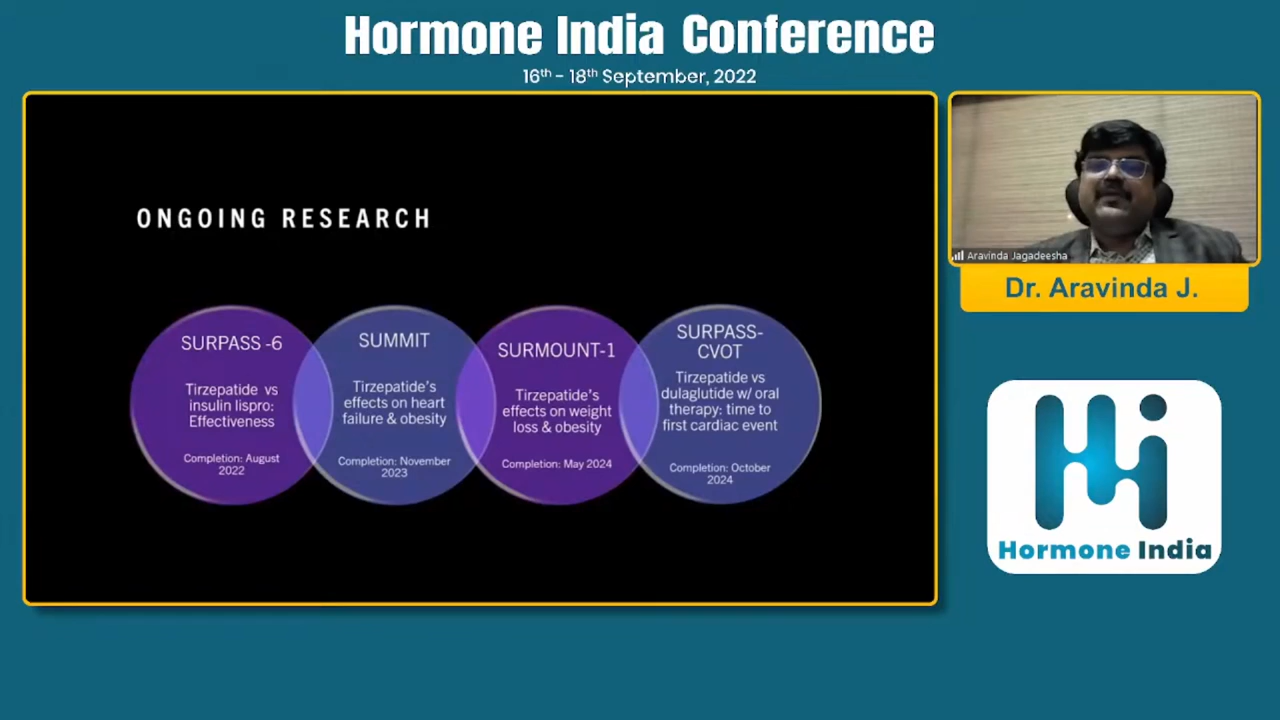 Hormone India Conference
16th - 18th September, 2022
ONGOING RESEARCH
SURPASS -6
Tirzepatide vs
insulin lispro:
Effectiveness
Completion: August
2022
SUMMIT
Tirzepatide's
effects on heart
failure & obesity
Completion: November
2023
SURMOUNT-1
Tirzepatide's
effects on weight
loss & obesity
Completion: May 2024
SURPASS-
CVOT
Tirzepatide vs
dulaglutide w/ oral
therapy: time to
first cardiac event
Completion: October
2024
Aravinda Jagadeesha
Dr. Aravinda J.
Hi
Hormone India